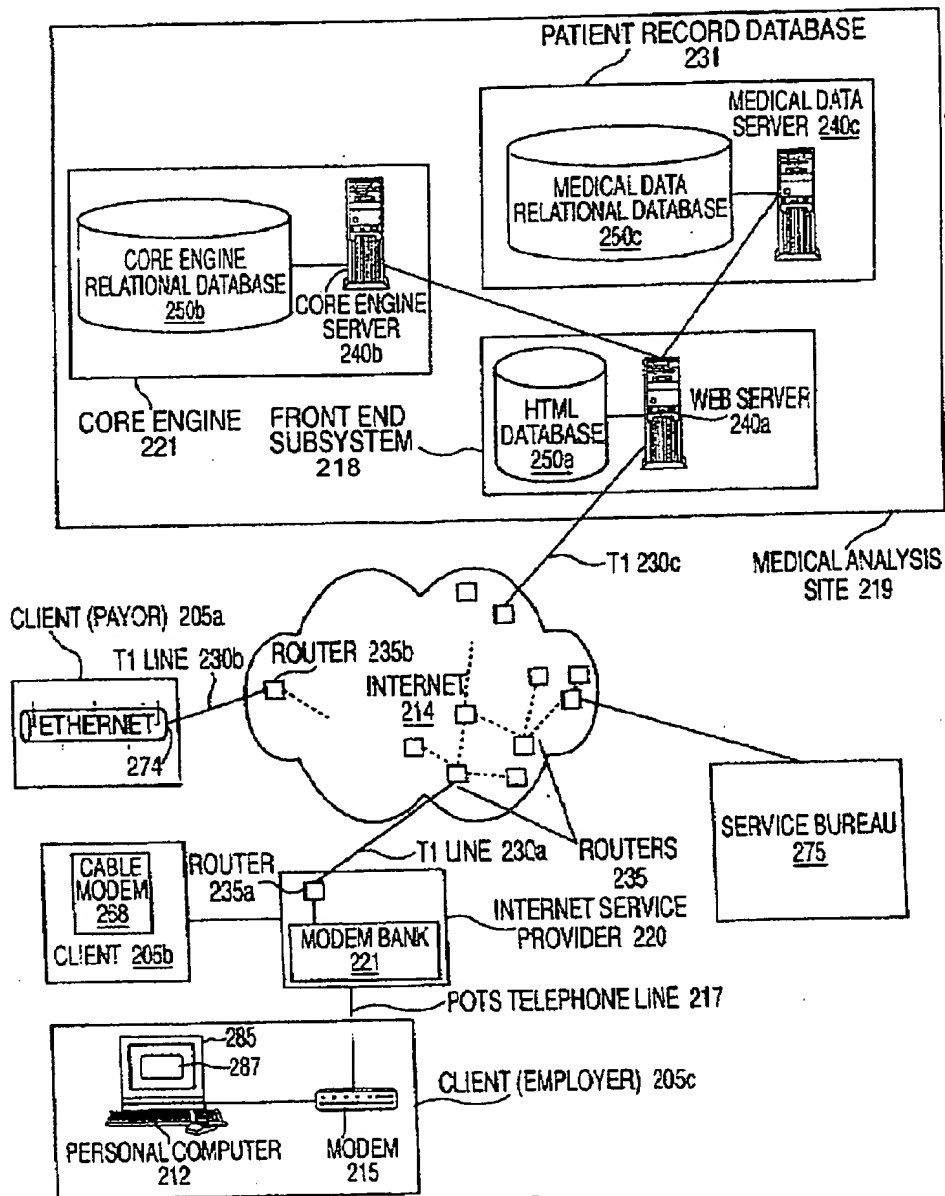 PATIENT RECORD DATABASE
231
MEDICAL DATA
SERVER 240c
MEDICAL DATA
RELATIONAL DATABASE
250c
CORE ENGINE
RELATIONAL DATABASE
250b
CORE ENGINE
SERVER
240b
CORE ENGINE
221
FRONT END
SUBSYSTEM
218
HTML
DATABASE
250a
WEB SERVER
240a
T1 230c
MEDICAL ANALYSIS
SITE 219
CLIENT (PAYOR) 205a
T1 LINE 230b
ROUTER 235b
INTERNET
214
ETHERNET
274
SERVICE BUREAU
275
T1 LINE 230a
ROUTERS
235
ROUTER
235a
CABLE
MODEM
268
CLIENT 205b
MODEM BANK
221
INTERNET SERVICE
PROVIDER 220
POTS TELEPHONE LINE 217
285
287
CLIENT (EMPLOYER) 205c
PERSONAL COMPUTER
212
MODEM
215